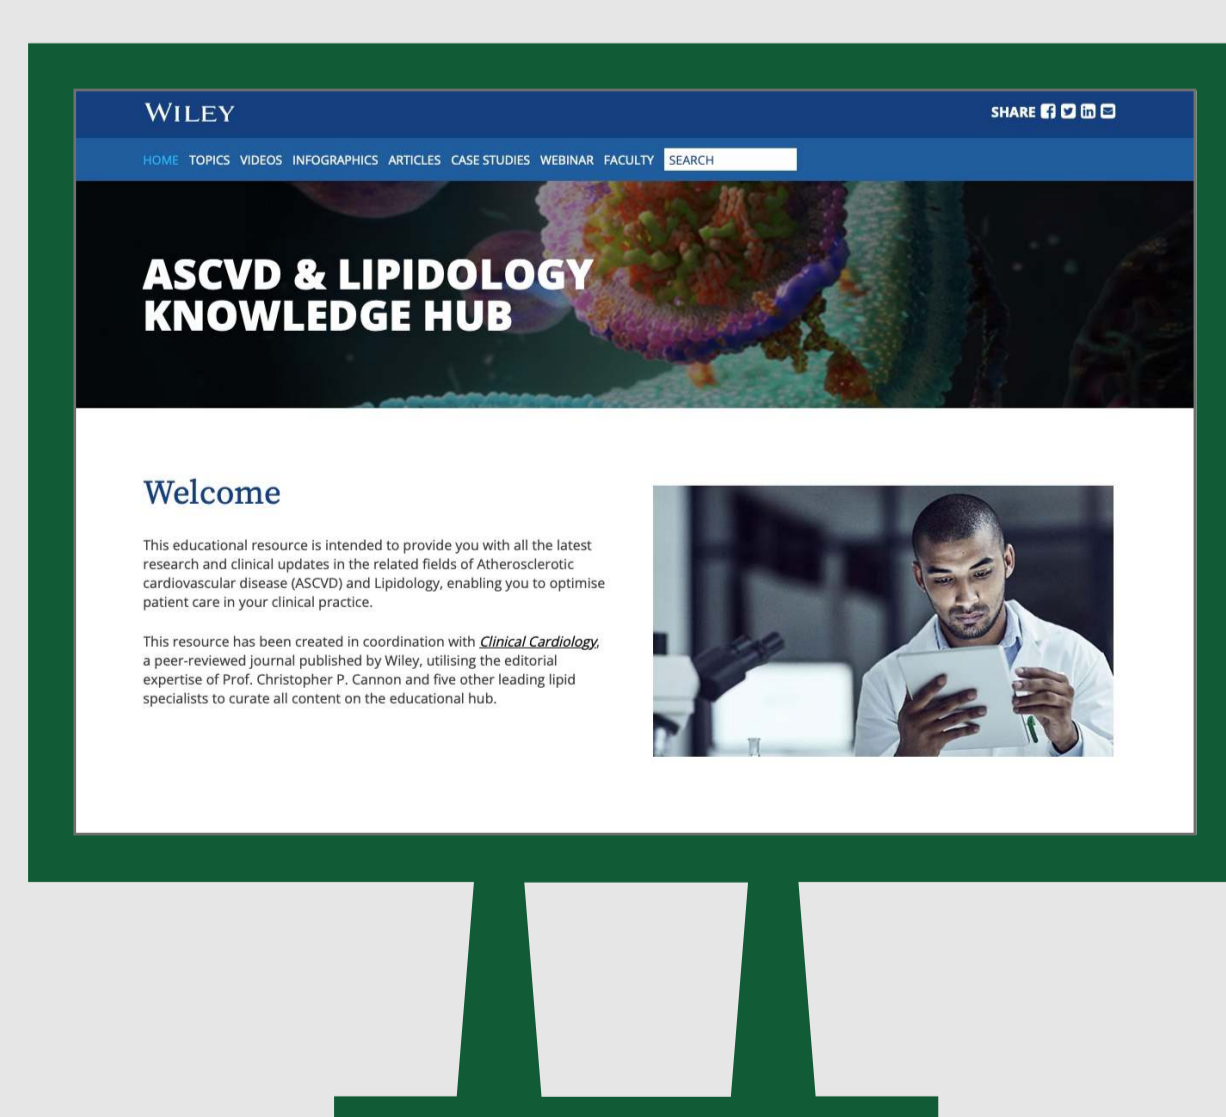 WILEY
SHARE
HOME TOPICS VIDEOS INFOGRAPHICS ARTICLES CASE STUDIES WEBINAR FACULTY SEARCH
ASCVD & LIPIDOLOGY
KNOWLEDGE HUB
Welcome
This educational resource is intended to provide you with all the latest
research and clinical updates in the related fields of Atherosclerotic
cardiovascular disease (ASCVD) and Lipidology, enabling you to optimise
patient care in your clinical practice.
This resource has been created in coordination with Clinical Cardiology,
a peer-reviewed journal published by Wiley, utilising the editorial
expertise of Prof. Christopher P. Cannon and five other leading lipid
specialists to curate all content on the educational hub.